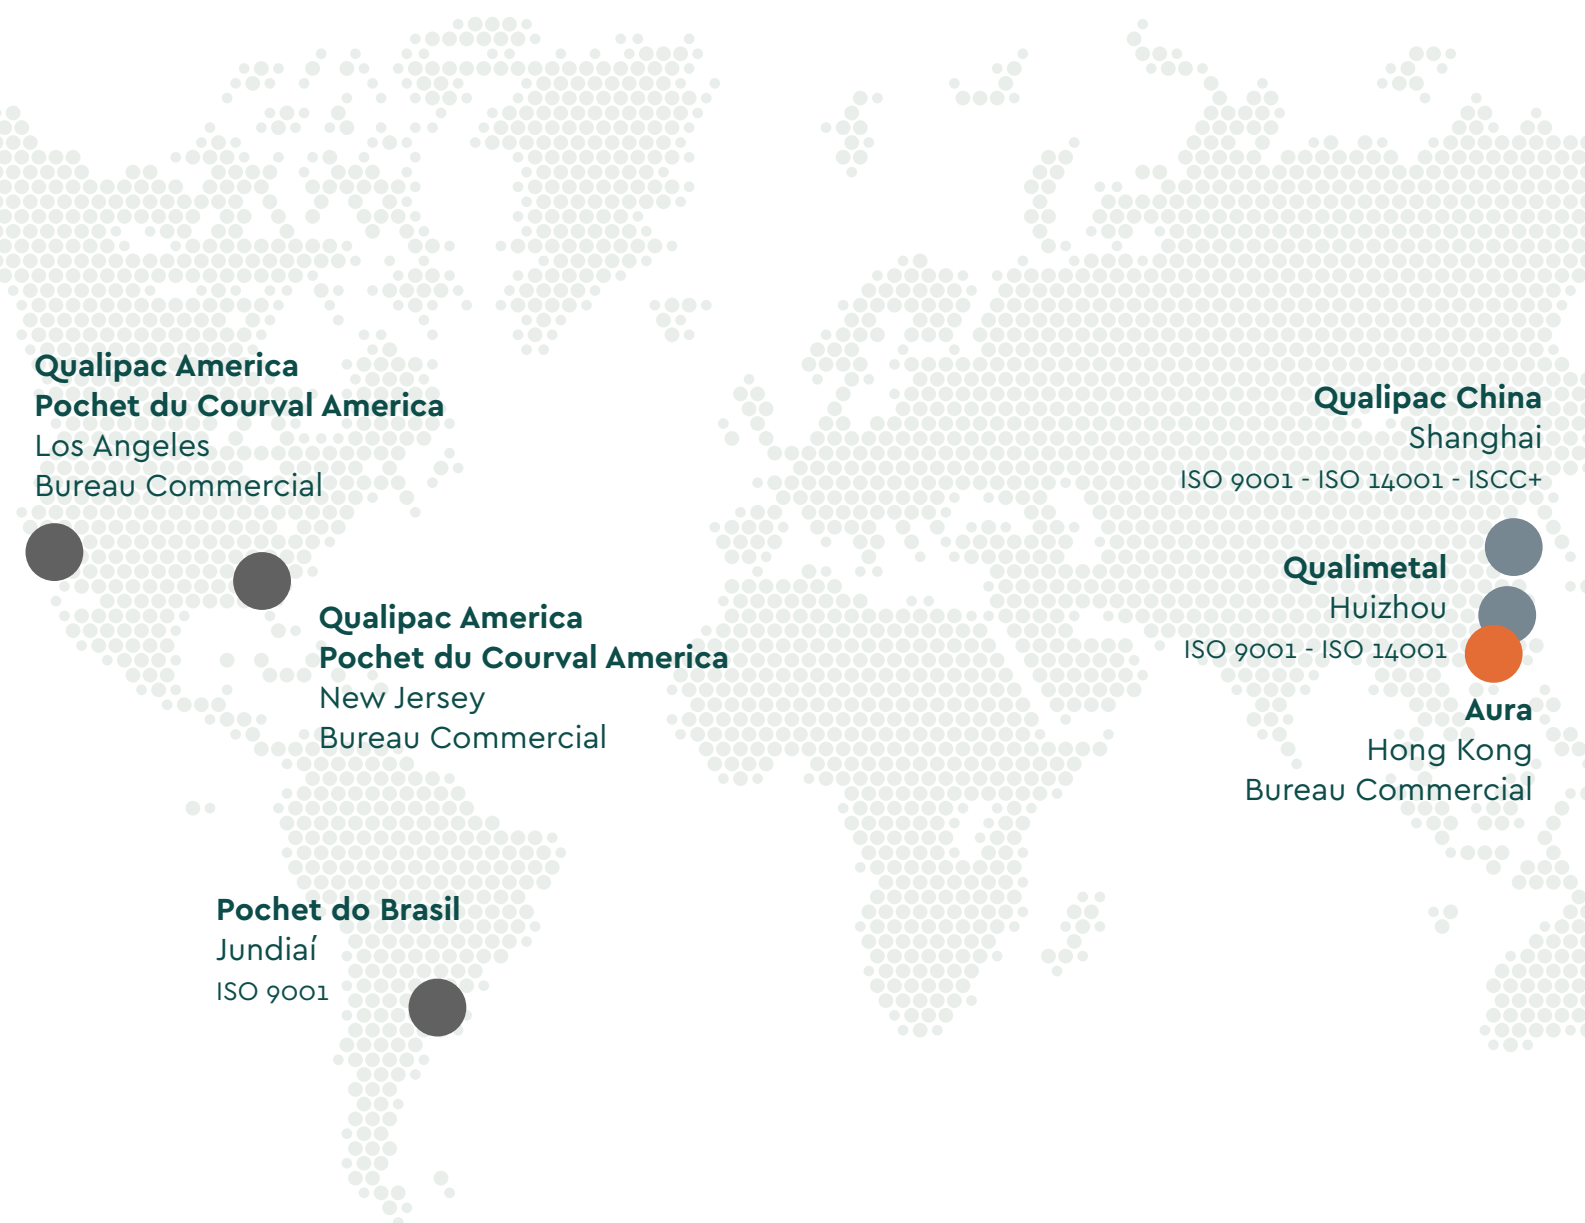 Qualipac America
Pochet du Courval America
Los Angeles
Bureau Commercial
Qualipac America
Pochet du Courval America
New Jersey
Bureau Commercial
Pochet do Brasil
Jundiaí
ISO 9001
Qualipac China
Shanghai
ISO 9001 - ISO 14001 - ISCC+
Qualimetal
Huizhou
ISO 9001 - ISO 14001
Aura
Hong Kong
Bureau Commercial